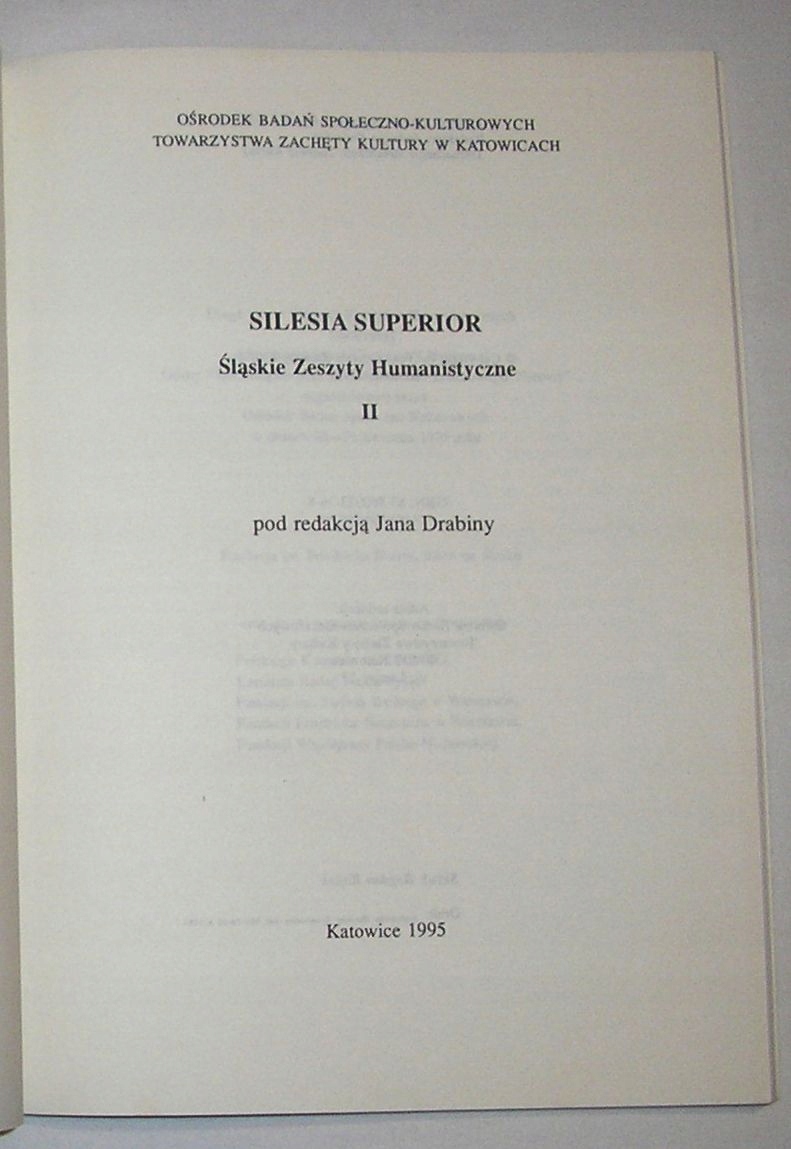 OŚRODEK BADAŃ SPOŁECZNO-KULTUROWYCH
TOWARZYSTWA ZACHĘTY KULTURY W KATOWICACH
SILESIA SUPERIOR
Śląskie Zeszyty Humanistyczne
II
pod redakcją Jana Drabiny
Katowice 1995